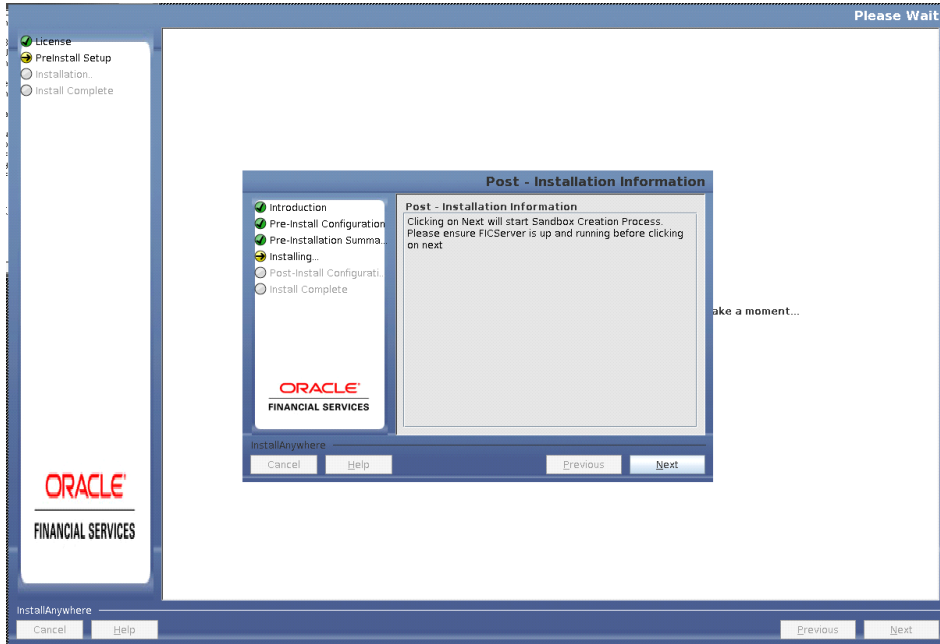 Please Wait
License
PreInstall Setup
Installation..
Install Complete
Post - Installation Information
Introduction
Pre-Install Configuration
Pre-Installation Summa...
Installing...
Post-Install Configurati...
Install Complete
Post - Installation Information
Clicking on Next will start Sandbox Creation Process.
Please ensure FICServer is up and running before clicking
on next
ake a moment...
ORACLE'
FINANCIAL SERVICES
InstallAnywhere
Cancel Help Previous Next
ORACLE'
FINANCIAL SERVICES
InstallAnywhere
Cancel Help Previous Next